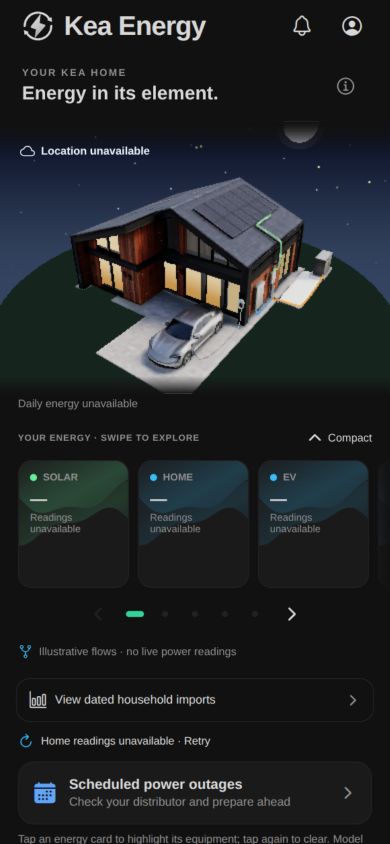 Kea Energy
YOUR KEA HOME
Energy in its element.
Location unavailable
Daily energy unavailable
YOUR ENERGY · SWIPE TO EXPLORE
Compact
SOLAR
—
Readings
unavailable
HOME
—
Readings
unavailable
EV
—
Readings
unavailable
Illustrative flows · no live power readings
View dated household imports
Home readings unavailable · Retry
Scheduled power outages
Check your distributor and prepare ahead
Tap an energy card to highlight its equipment; tap again to clear. Model